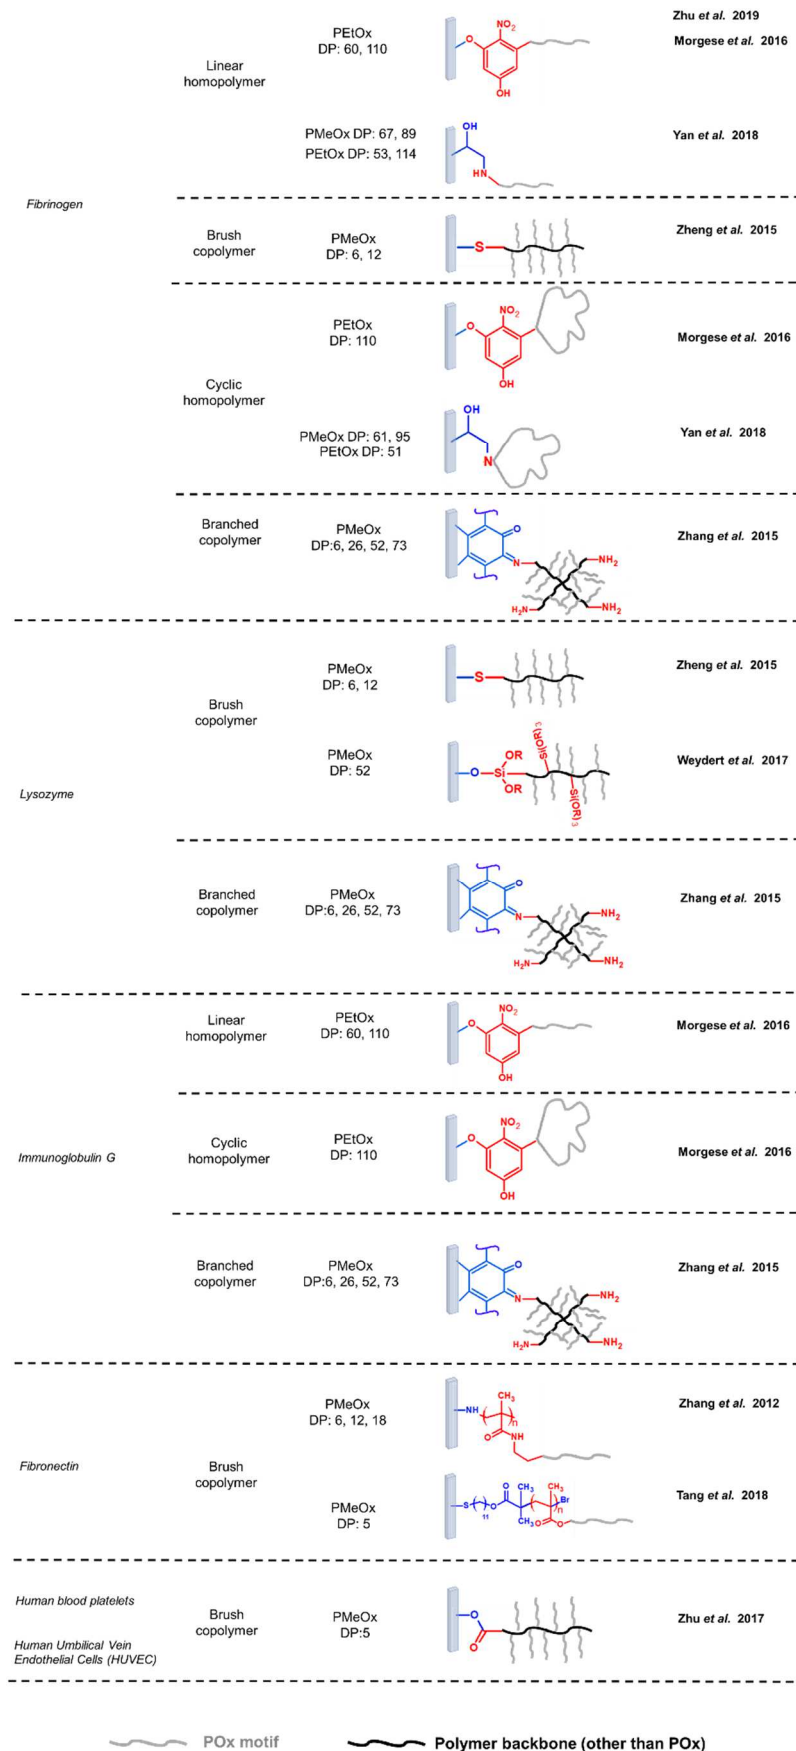 Linear
homopolymer
PEtOx
DP: 60, 110
O
NO2
OH
Zhu et al. 2019
Morgese et al. 2016
PMeOx DP: 67, 89
PEtOx DP: 53, 114
OH
HN
Yan et al. 2018
Fibrinogen
Brush
copolymer
PMeOx
DP: 6, 12
S
Zheng et al. 2015
Cyclic
homopolymer
PEtOx
DP: 110
O
NO2
OH
Morgese et al. 2016
PMeOx DP: 61, 95
PEtOx DP: 51
OH
N
Yan et al. 2018
Branched
copolymer
PMeOx
DP:6, 26, 52, 73
O
N
NH2
H2N
NH2
Zhang et al. 2015
Lysozyme
Brush
copolymer
PMeOx
DP: 6, 12
S
Zheng et al. 2015
PMeOx
DP: 52
O
Si
OR
OR
Si(OR)3
Si(OR)3
Weydert et al. 2017
Branched
copolymer
PMeOx
DP:6, 26, 52, 73
O
N
NH2
H2N
NH2
Zhang et al. 2015
Immunoglobulin G
Linear
homopolymer
PEtOx
DP: 60, 110
O
NO2
OH
Morgese et al. 2016
Cyclic
homopolymer
PEtOx
DP: 110
O
NO2
OH
Morgese et al. 2016
Branched
copolymer
PMeOx
DP:6, 26, 52, 73
O
N
NH2
H2N
NH2
Zhang et al. 2015
Fibronectin
Brush
copolymer
PMeOx
DP: 6, 12, 18
NH
CH3
n
O
NH
Zhang et al. 2012
PMeOx
DP: 5
S
11
O
O
CH3
CH3
CH3
Br
n
O
O
Tang et al. 2018
Human blood platelets
Human Umbilical Vein
Endothelial Cells (HUVEC)
Brush
copolymer
PMeOx
DP:5
O
O
Zhu et al. 2017
POx motif
Polymer backbone (other than POx)